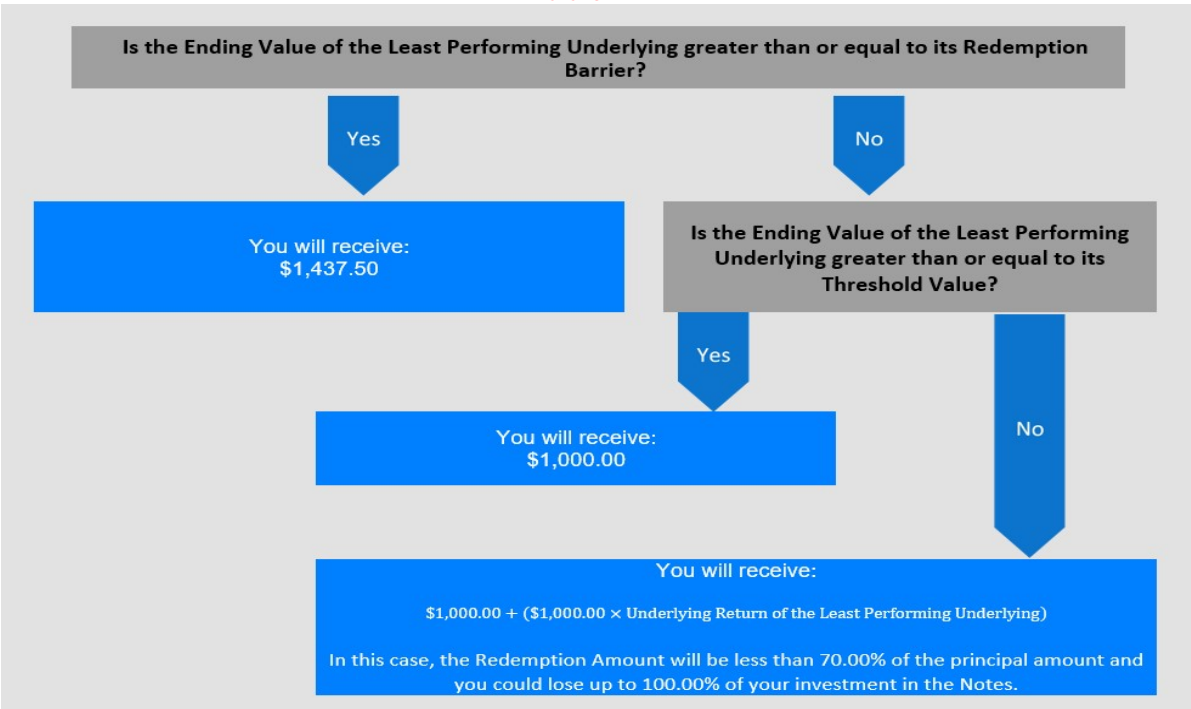 Is the Ending Value of the Least Performing Underlying greater than or equal to its Redemption
Barrier?
Yes
No
You will receive:
$1,437.50
Is the Ending Value of the Least Performing
Underlying greater than or equal to its
Threshold Value?
Yes
No
You will receive:
$1,000.00
You will receive:
$1,000.00 + ($1,000.00 × Underlying Return of the Least Performing Underlying)
In this case, the Redemption Amount will be less than 70.00% of the principal amount and
you could lose up to 100.00% of your investment in the Notes.